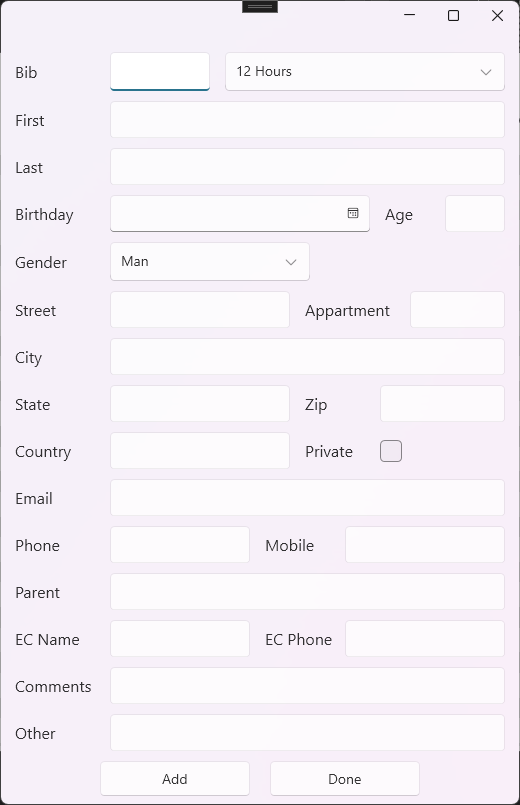 Bib 12 Hours
First
Last
Birthday Age
Gender Man
Street Appartment
City
State Zip
Country Private
Email
Phone Mobile
Parent
EC Name EC Phone
Comments
Other
Add Done